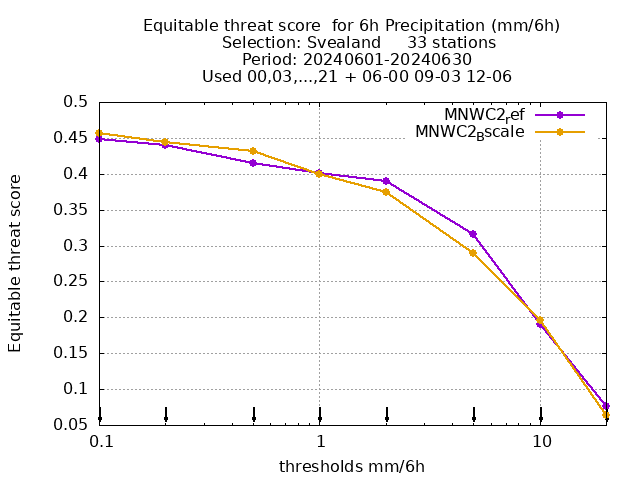 Equitable threat score  for 6h Precipitation (mm/6h)
Selection: Svealand     33 stations
Period: 20240601-20240630
Used 00,03,...,21 + 06-00 09-03 12-06
MNWC2ref
MNWC2Bscale
0.5
0.45
0.4
0.35
0.3
0.25
0.2
0.15
0.1
0.05
Equitable threat score
0.1
1
10
thresholds mm/6h